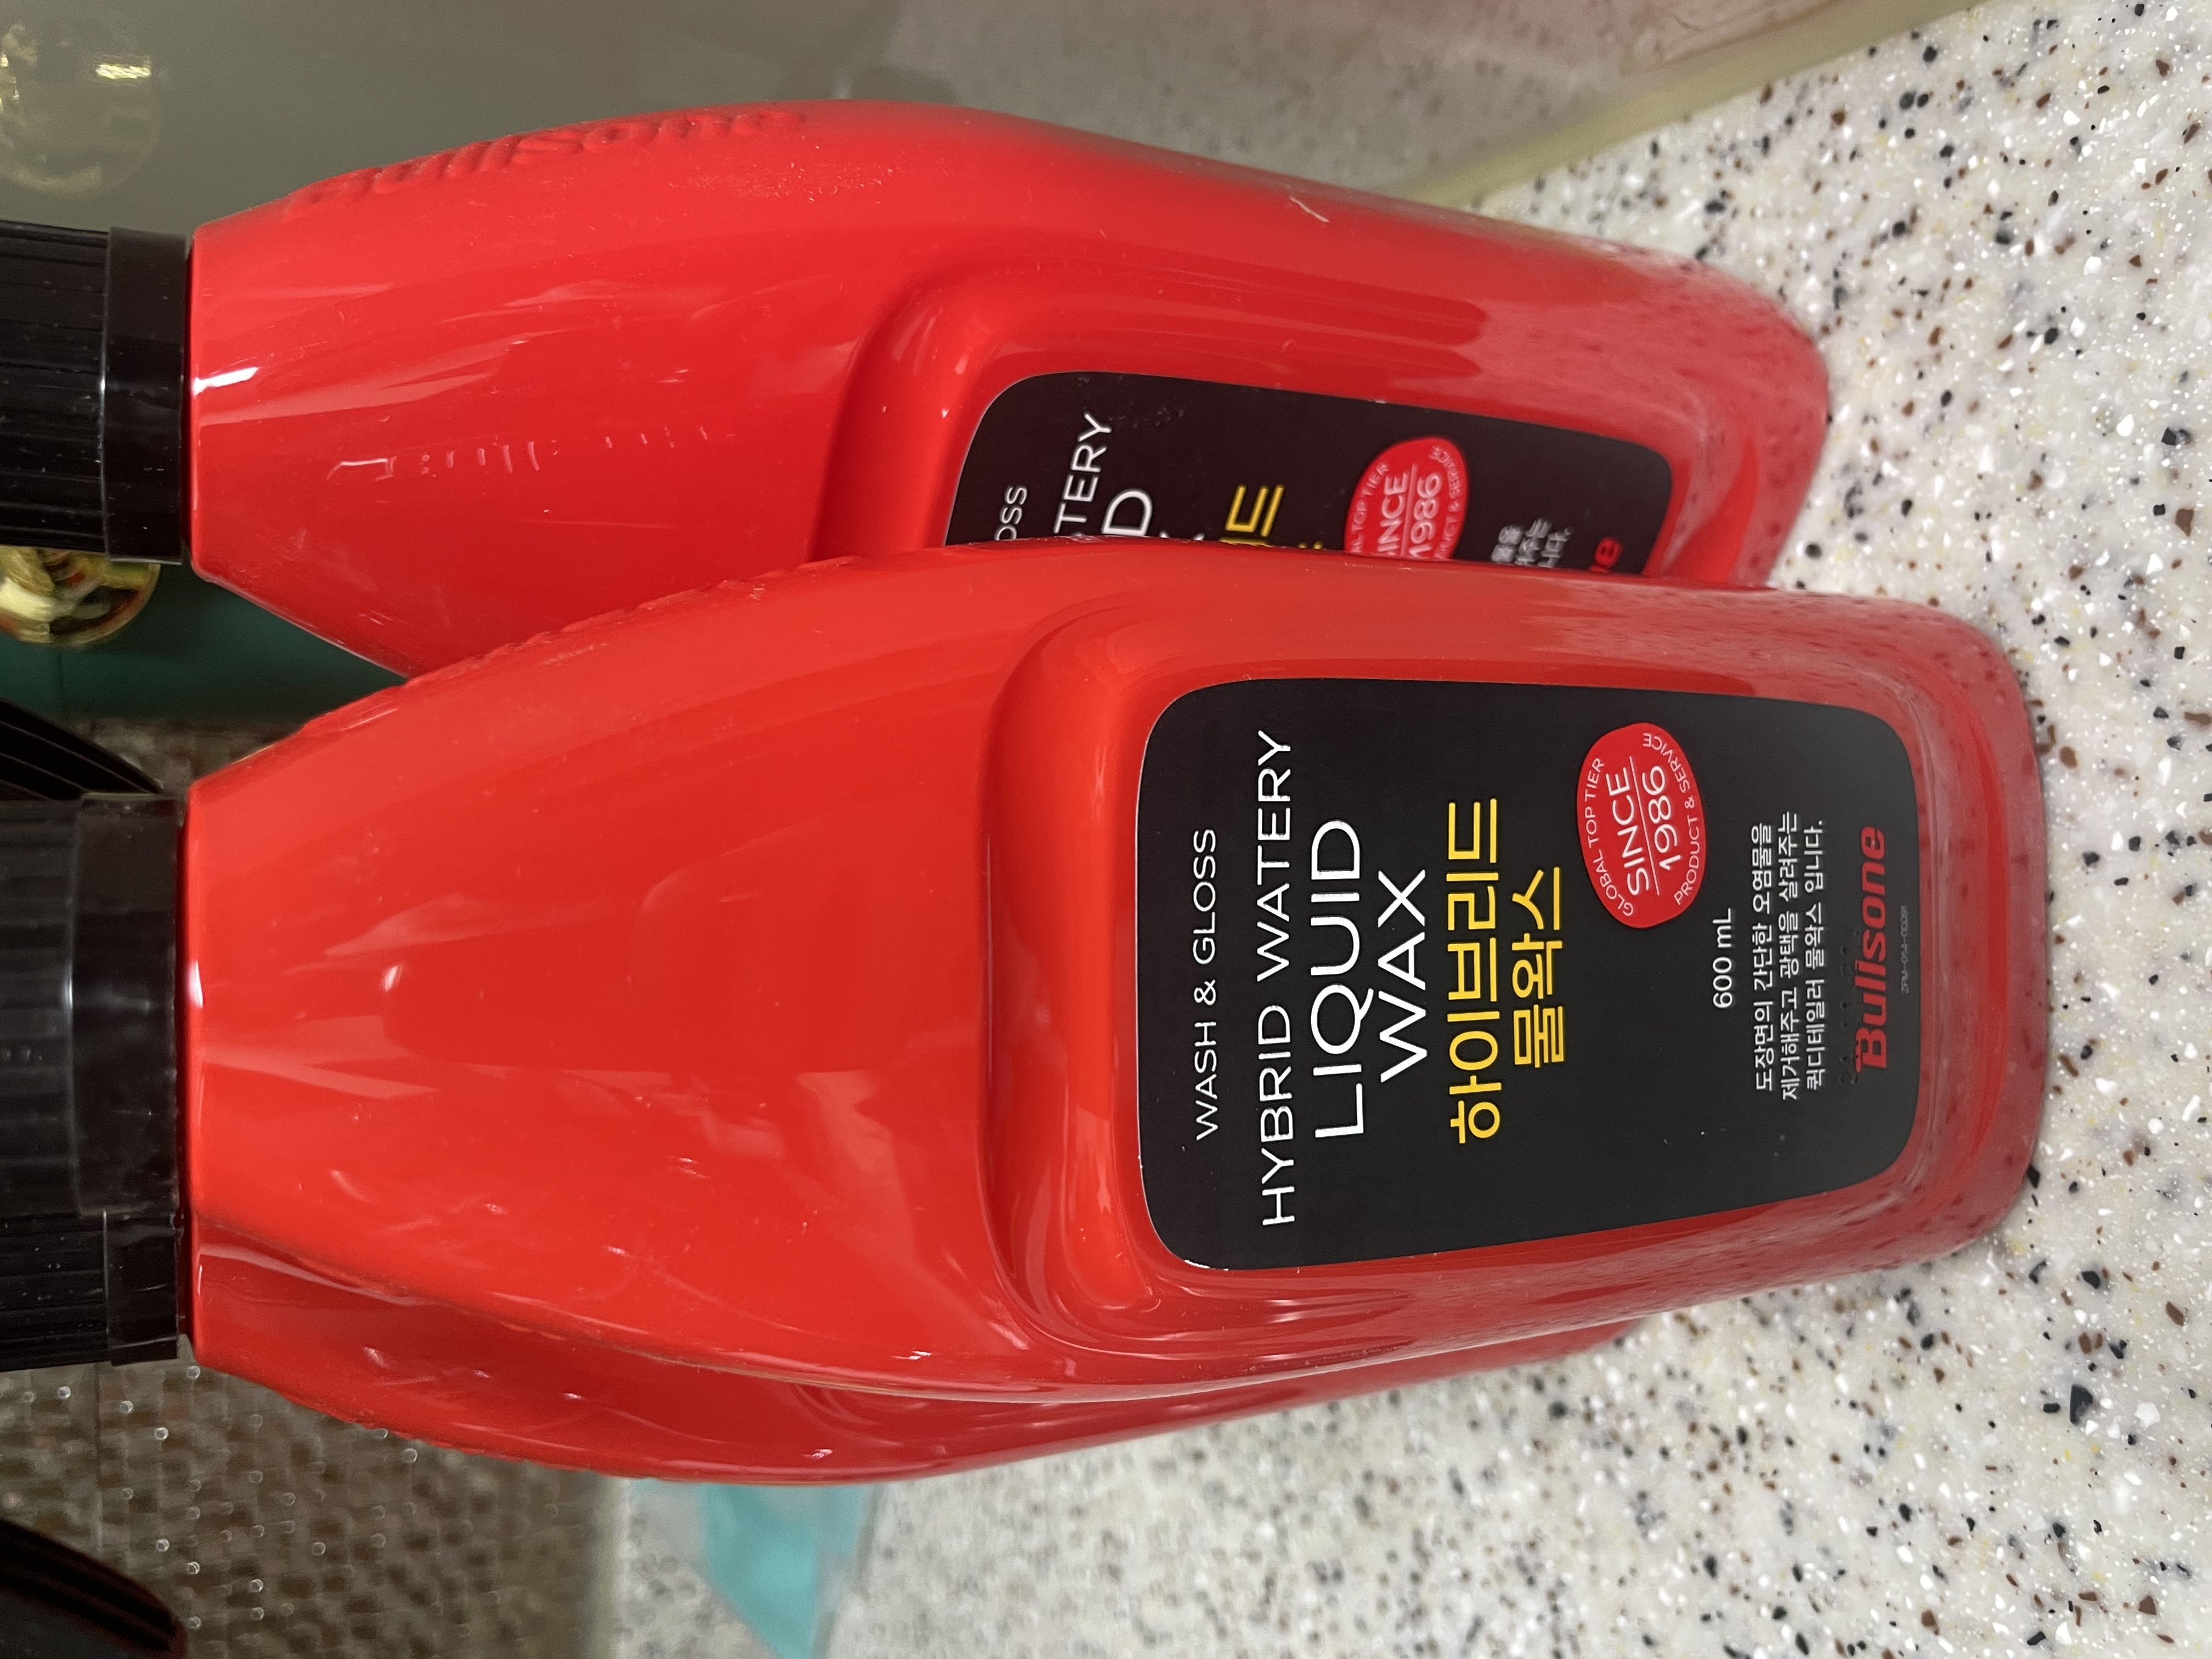 WASH & GLOSS
HYBRID WATERY
LIQUID
WAX
하이브리드
물왁스
GLOBAL TOP TIER
SINCE
1986
PRODUCT & SERVICE
600 mL
도장면의 간단한 오염물을
제거해주고 광택을 살려주는
퀵디테일러 물왁스 입니다.
Bullsone
TERY
SINCE
1986